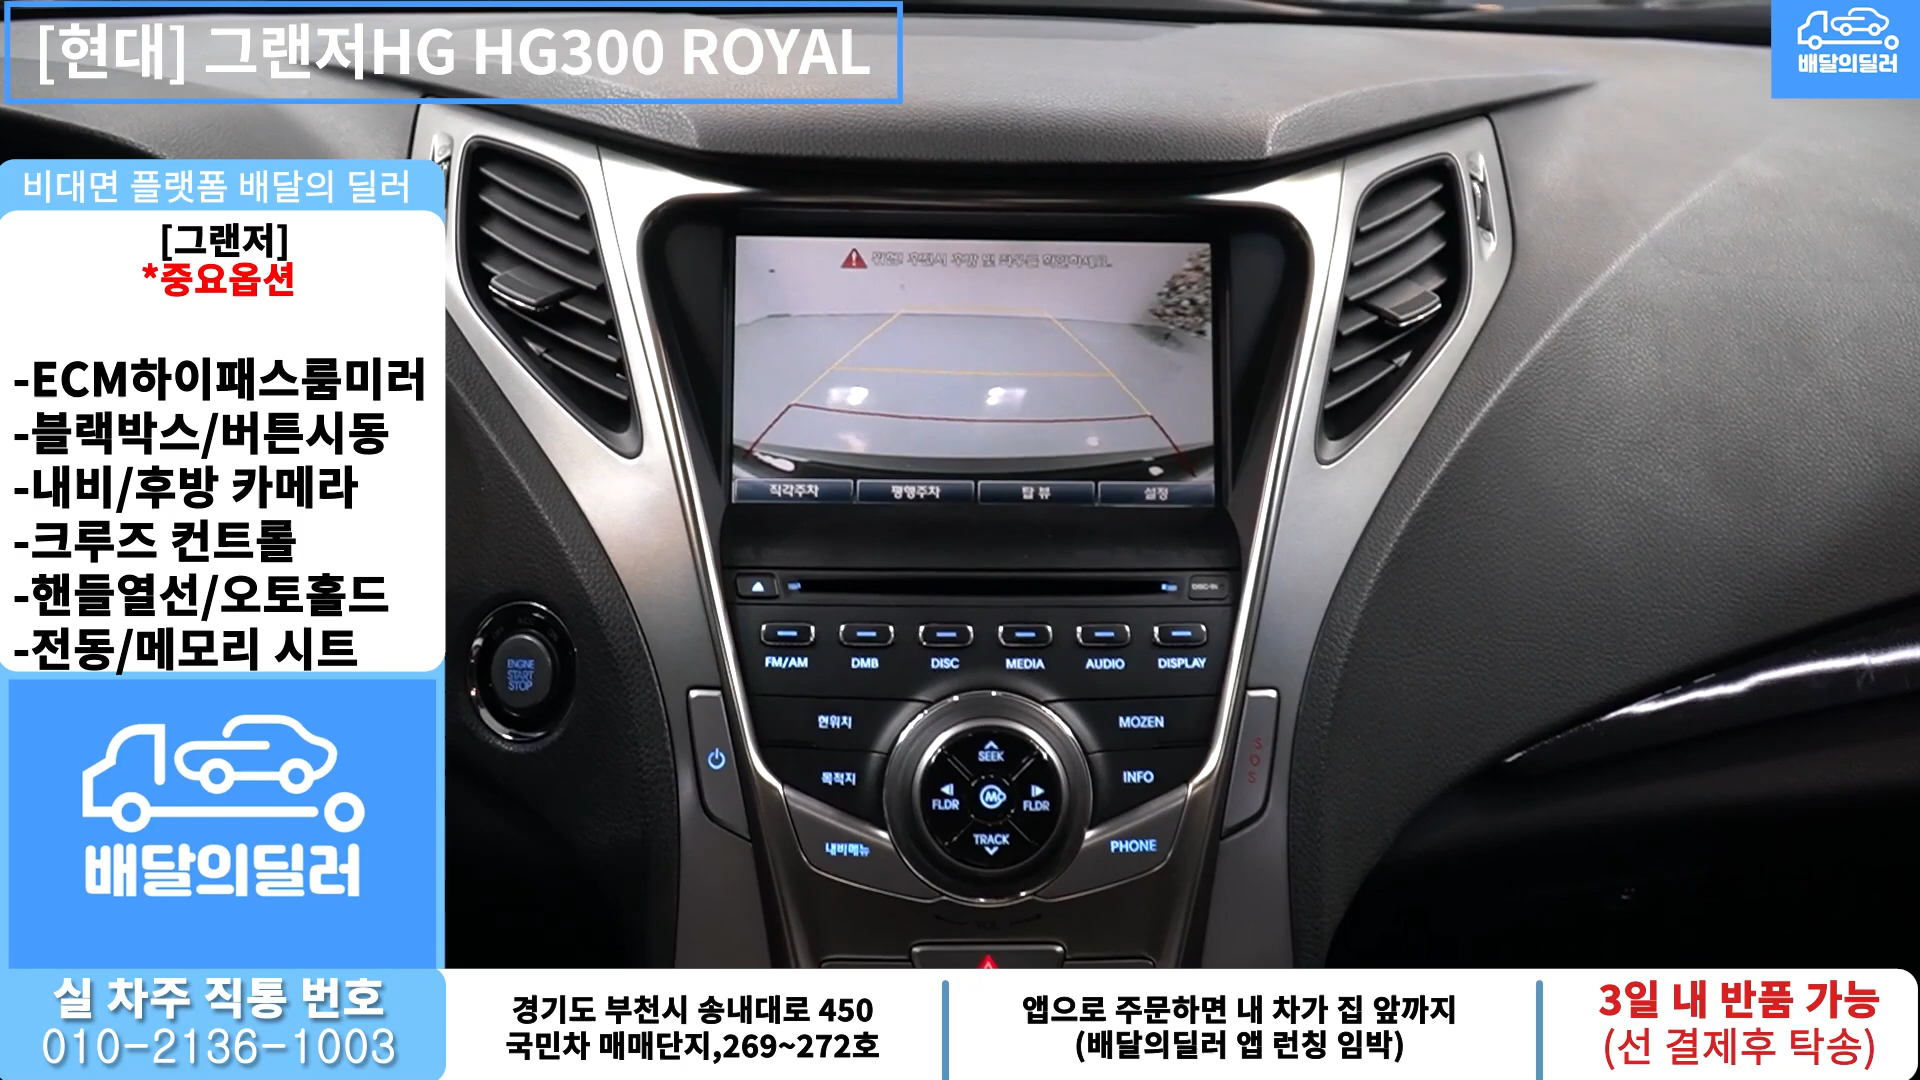 [현대] 그랜저HG HG300 ROYAL
배달의딜러
비대면 플랫폼 배달의 딜러
[그랜저]
*중요옵션
-ECM하이패스룸미러
-블랙박스/버튼시동
-내비/후방 카메라
-크루즈 컨트롤
-핸들열선/오토홀드
-전동/메모리 시트
배달의딜러
실 차주 직통 번호
010-2136-1003
직각주차 평행주차 탑 뷰 설정
DISC-IN
FM/AM DMB DISC MEDIA AUDIO DISPLAY
ENGINE
START
STOP
현위치 MOZEN
SEEK
목적지 INFO
FLDR FLDR
TRACK
내비메뉴 PHONE
SOS
VOL
경기도 부천시 송내대로 450
국민차 매매단지,269~272호
앱으로 주문하면 내 차가 집 앞까지
(배달의딜러 앱 런칭 임박)
3일 내 반품 가능
(선 결제후 탁송)